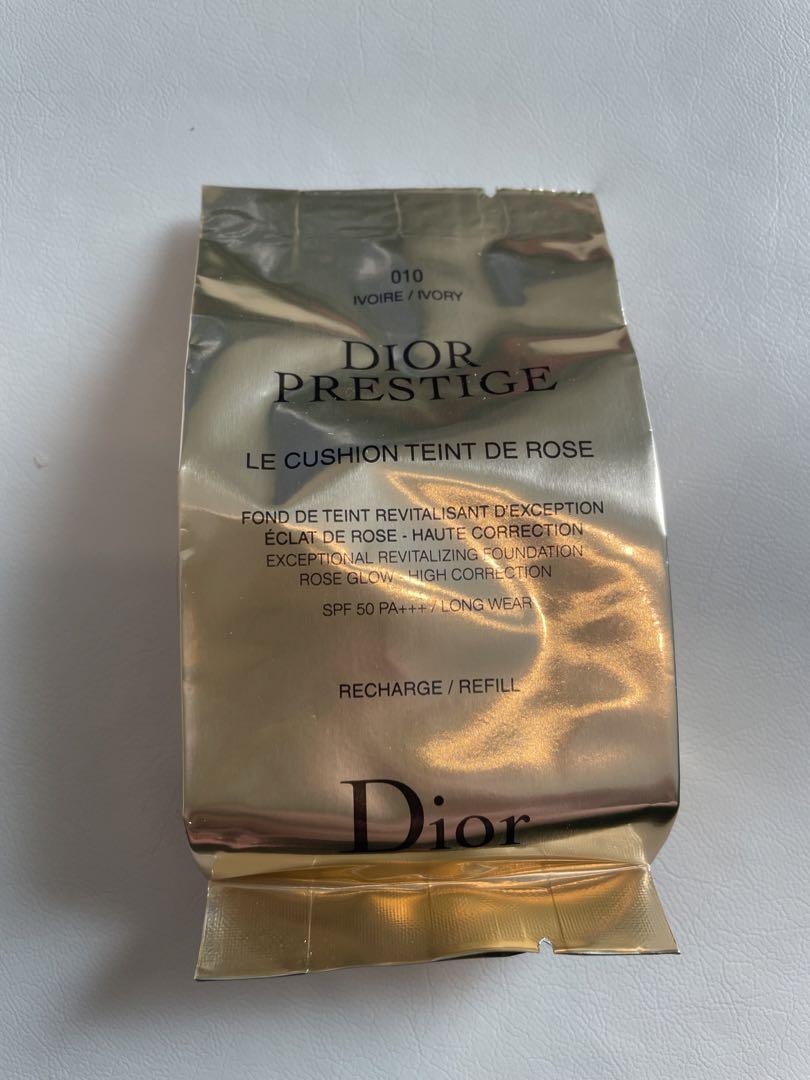 010
IVOIRE / IVORY
DIOR
PRESTIGE
LE CUSHION TEINT DE ROSE
FOND DE TEINT REVITALISANT D'EXCEPTION
ÉCLAT DE ROSE - HAUTE CORRECTION
EXCEPTIONAL REVITALIZING FOUNDATION
ROSE GLOW - HIGH CORRECTION
SPF 50 PA+++ / LONG WEAR
RECHARGE / REFILL
Dior